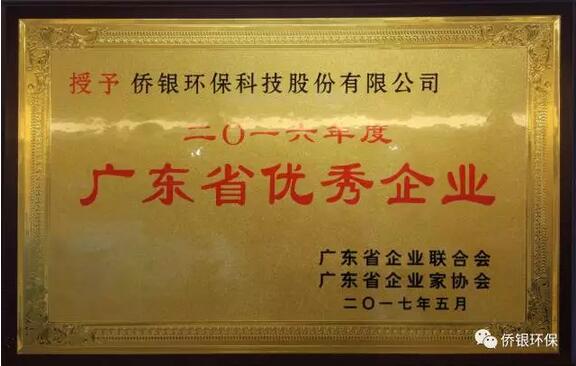 授予 侨银环保科技股份有限公司
二〇一六年度
广东省优秀企业
广东省企业联合会
广东省企业家协会
二〇一七年五月
侨银环保